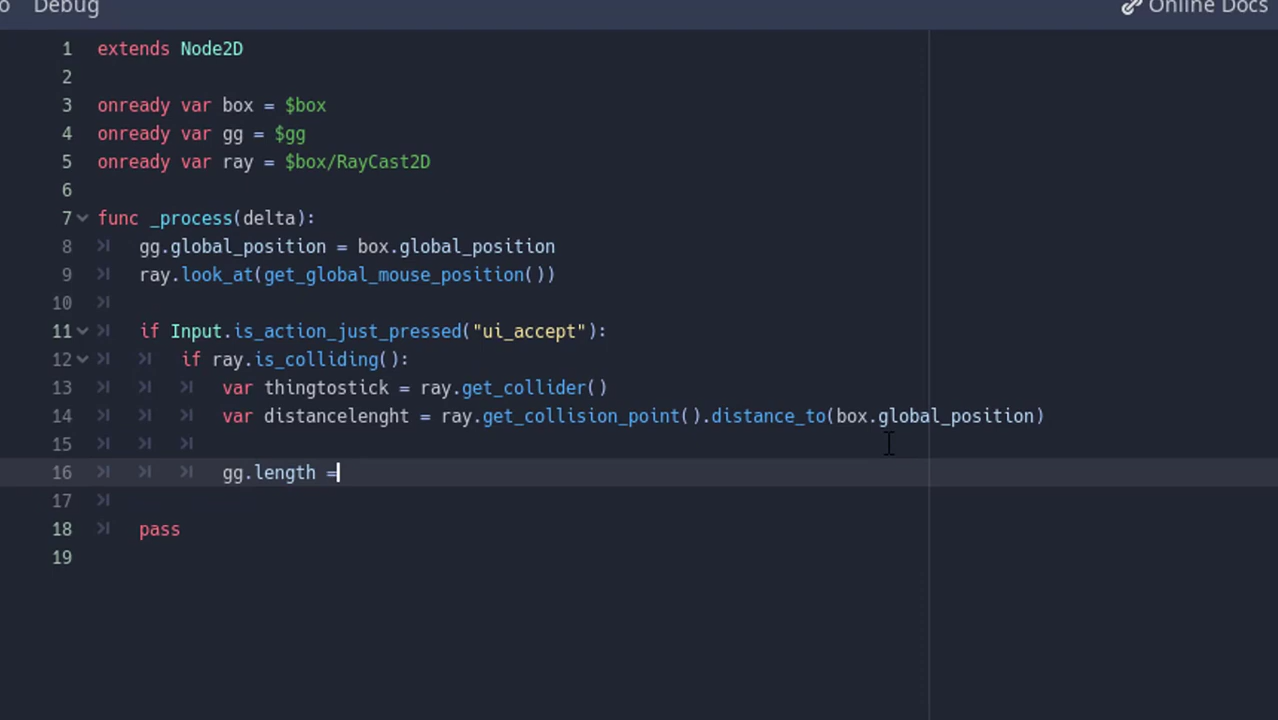 Debug
Online Docs
1 extends Node2D
2
3 onready var box = $box
4 onready var gg = $gg
5 onready var ray = $box/RayCast2D
6
7 func _process(delta):
8 gg.global_position = box.global_position
9 ray.look_at(get_global_mouse_position())
10
11 if Input.is_action_just_pressed("ui_accept"):
12 if ray.is_colliding():
13 var thingtostick = ray.get_collider()
14 var distancelenght = ray.get_collision_point().distance_to(box.global_position)
15
16 gg.length =
17
18 pass
19